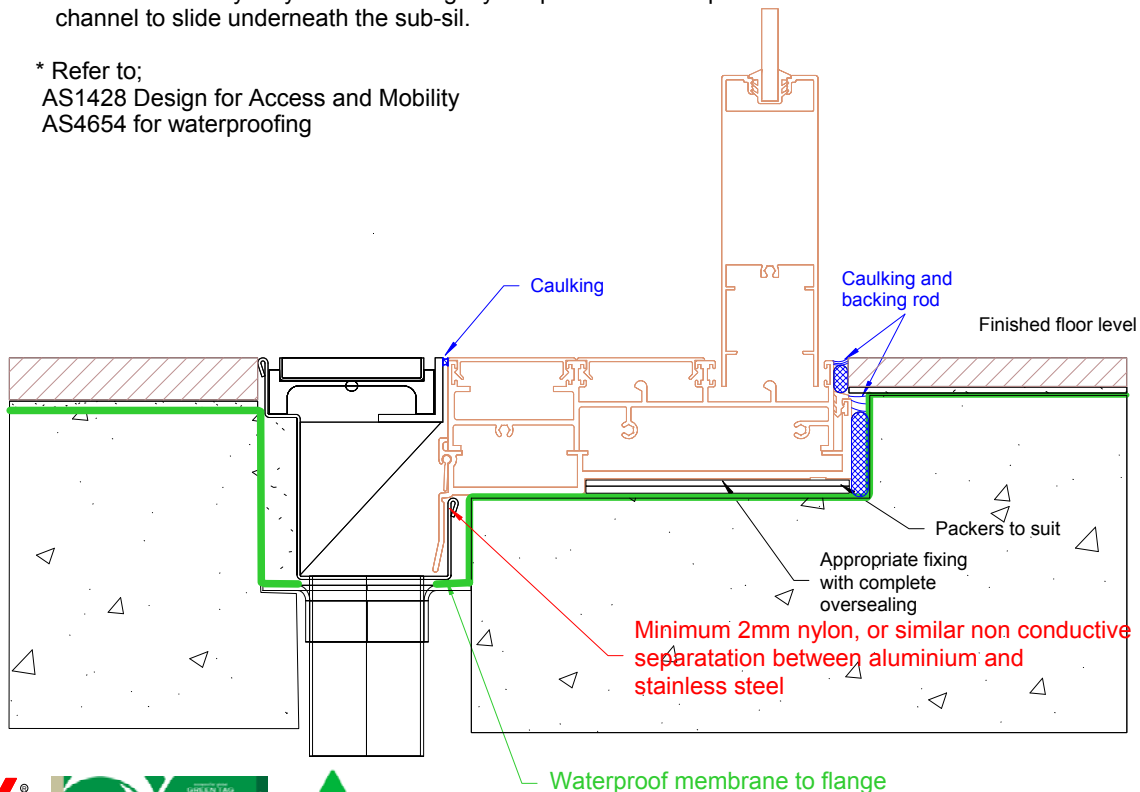 channel to slide underneath the sub-sil.
* Refer to;
AS1428 Design for Access and Mobility
AS4654 for waterproofing
Caulking
Caulking and
backing rod
Finished floor level
Packers to suit
Appropriate fixing
with complete
oversealing
Minimum 2mm nylon, or similar non conductive
separatation between aluminium and
stainless steel
Waterproof membrane to flange
GREEN TAG